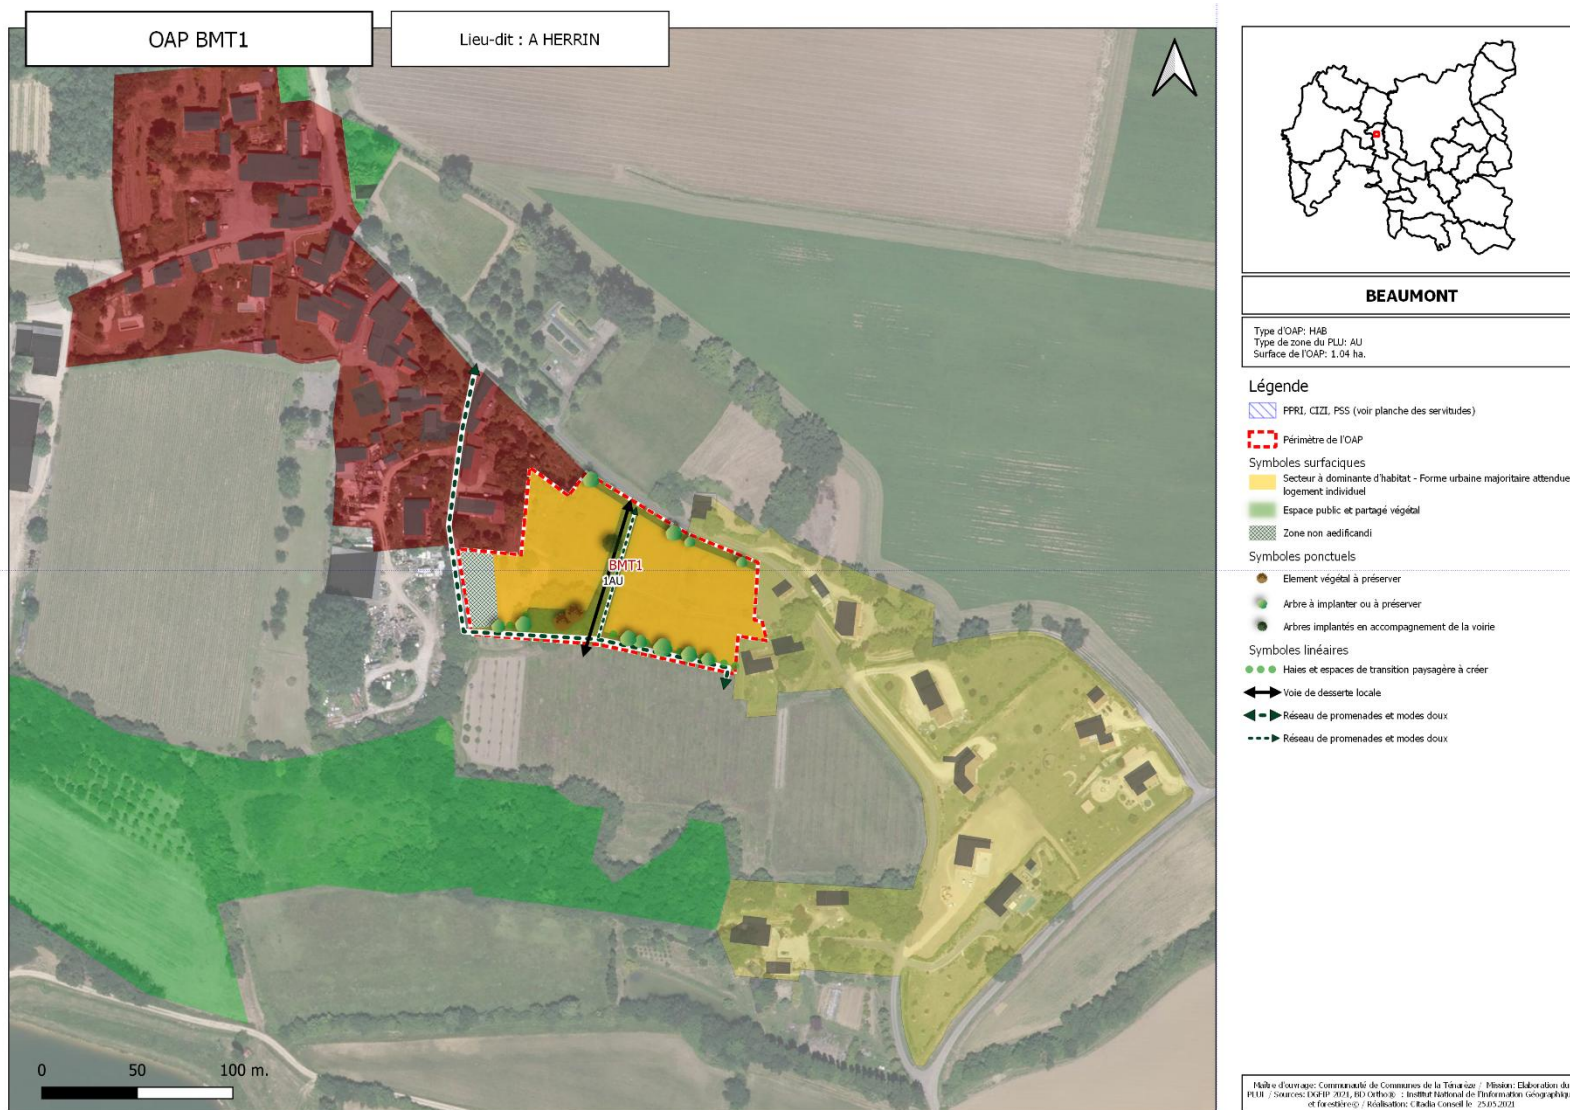 OAP BMT1
Lieu-dit : A HERRIN
BMT1
1AU
0 50 100 m.
BEAUMONT
Type d'OAP: HAB
Type de zone du PLU: AU
Surface de l'OAP: 1.04 ha.
Légende
PPRI, CIZI, PSS (voir planche des servitudes)
Périmètre de l'OAP
Symboles surfaciques
Secteur à dominante d'habitat - Forme urbaine majoritaire attendue
logement individuel
Espace public et partagé végétal
Zone non aedificandi
Symboles ponctuels
Element végétal à préserver
Arbre à implanter ou à préserver
Arbres implantés en accompagnement de la voirie
Symboles linéaires
Haies et espaces de transition paysagère à créer
Voie de desserte locale
Réseau de promenades et modes doux
Réseau de promenades et modes doux
Maître d'ouvrage: Communauté de Communes de la Ténarèze / Mission: Elaboration du
PLUI / Sources: DGFIP 2021, BD Ortho® : Institut National de l'Information Géographique
et forestière© / Réalisation: Citadia Conseil le 25.05.2021